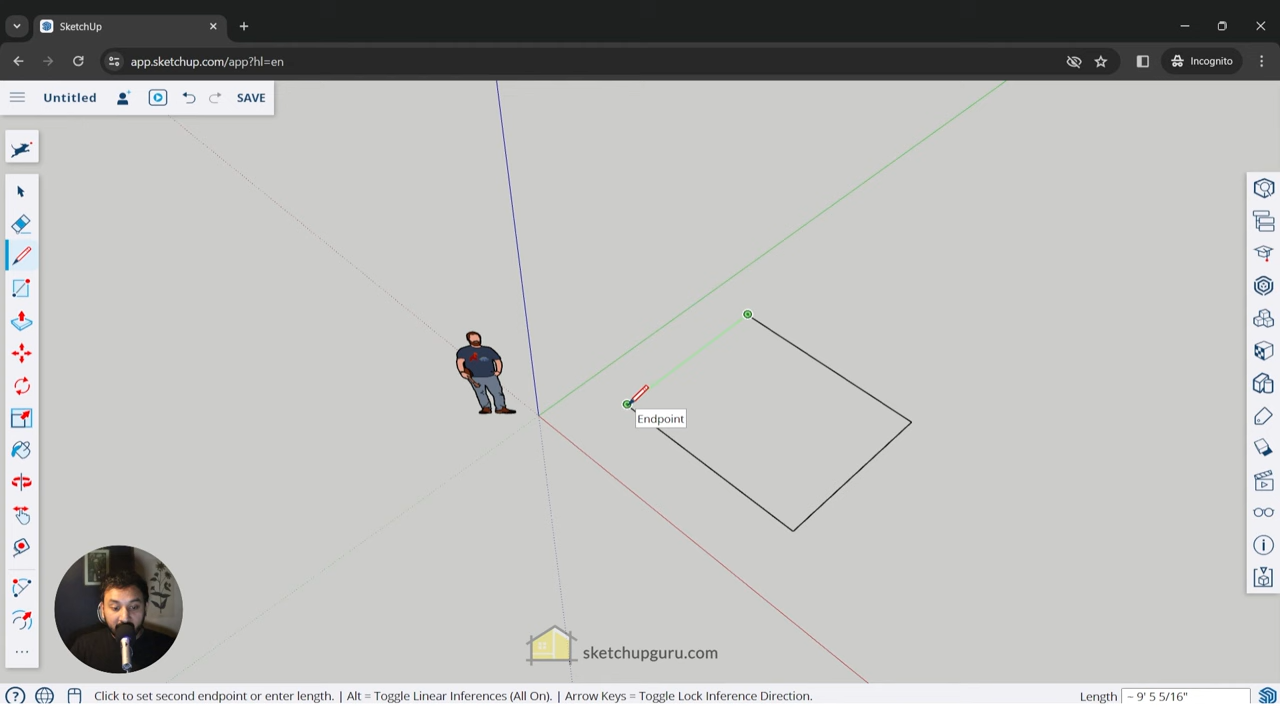 SketchUp
app.sketchup.com/app?hl=en
Incognito
Untitled
SAVE
Endpoint
sketchupguru.com
Click to set second endpoint or enter length. | Alt = Toggle Linear Inferences (All On). | Arrow Keys = Toggle Lock Inference Direction.
Length ~ 9' 5 5/16"